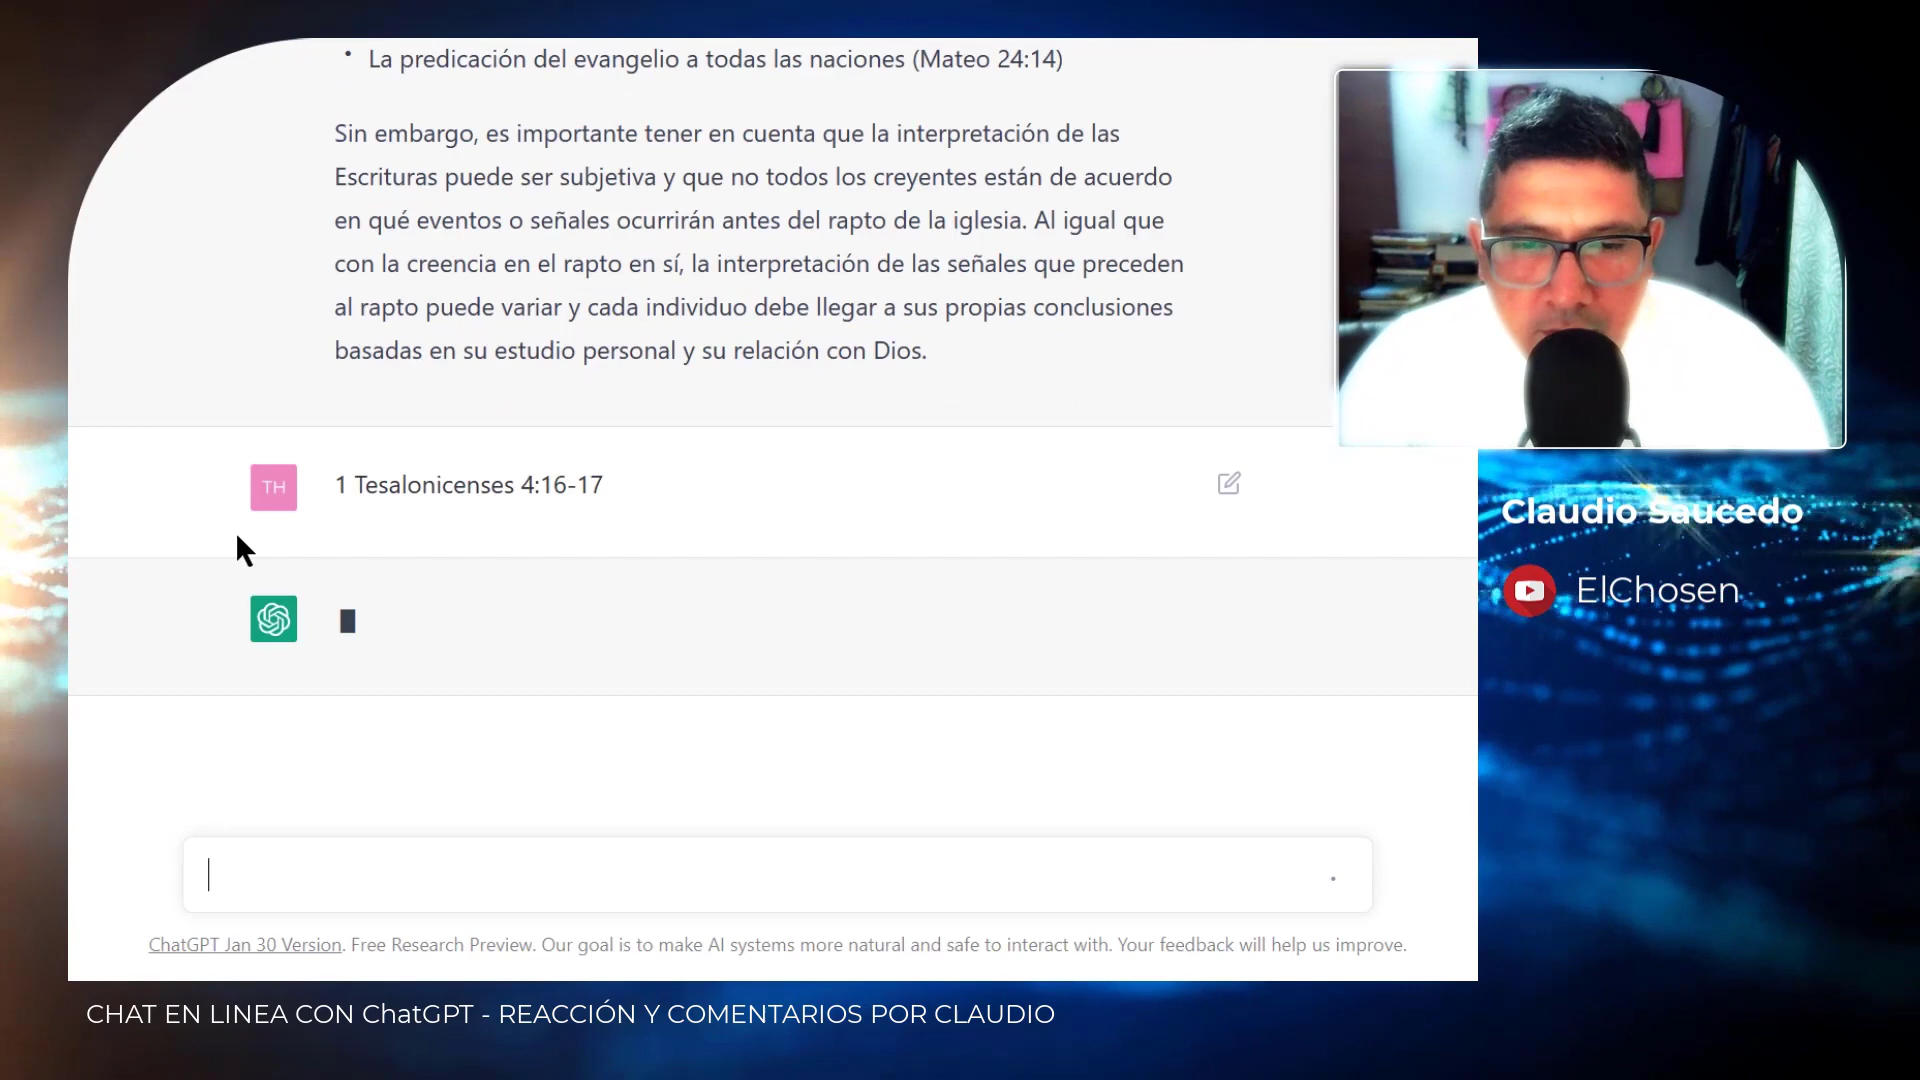 • La predicación del evangelio a todas las naciones (Mateo 24:14)
Sin embargo, es importante tener en cuenta que la interpretación de las
Escrituras puede ser subjetiva y que no todos los creyentes están de acuerdo
en qué eventos o señales ocurrirán antes del rapto de la iglesia. Al igual que
con la creencia en el rapto en sí, la interpretación de las señales que preceden
al rapto puede variar y cada individuo debe llegar a sus propias conclusiones
basadas en su estudio personal y su relación con Dios.
TH
1 Tesalonicenses 4:16-17
Claudio Saucedo
ElChosen
ChatGPT Jan 30 Version. Free Research Preview. Our goal is to make AI systems more natural and safe to interact with. Your feedback will help us improve.
CHAT EN LINEA CON ChatGPT - REACCIÓN Y COMENTARIOS POR CLAUDIO